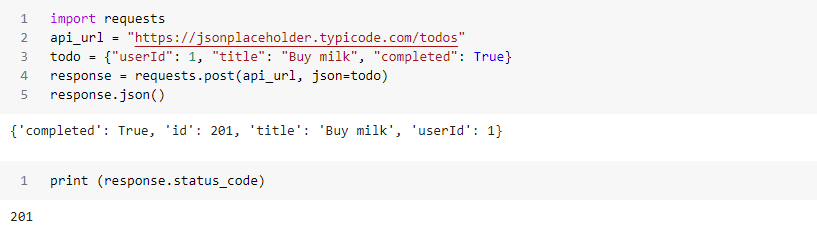 1 import requests
2 api_url = "https://jsonplaceholder.typicode.com/todos"
3 todo = {"userId": 1, "title": "Buy milk", "completed": True}
4 response = requests.post(api_url, json=todo)
5 response.json()
{'completed': True, 'id': 201, 'title': 'Buy milk', 'userId': 1}
1 print (response.status_code)
201